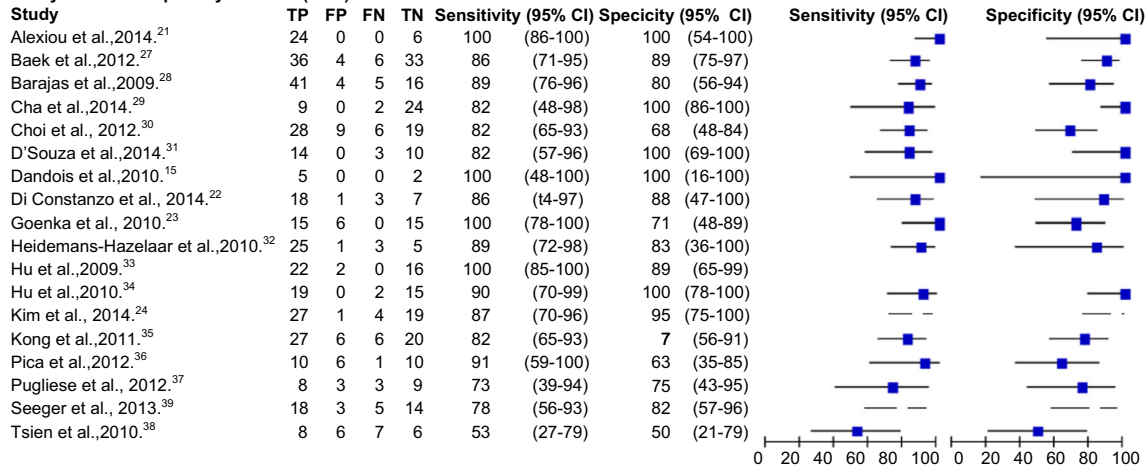 Study TP FP FN TN Sensitivity (95% CI) Specicity (95% CI) Sensitivity (95% CI) Specificity (95% CI)
Alexiou et al.,2014.21 24 0 0 6 100 (86-100) 100 (54-100)
Baek et al.,2012.27 36 4 6 33 86 (71-95) 89 (75-97)
Barajas et al.,2009.28 41 4 5 16 89 (76-96) 80 (56-94)
Cha et al.,2014.29 9 0 2 24 82 (48-98) 100 (86-100)
Choi et al., 2012.30 28 9 6 19 82 (65-93) 68 (48-84)
D'Souza et al.,2014.31 14 0 3 10 82 (57-96) 100 (69-100)
Dandois et al.,2010.15 5 0 0 2 100 (48-100) 100 (16-100)
Di Constanzo et al., 2014.22 18 1 3 7 86 (t4-97) 88 (47-100)
Goenka et al., 2010.23 15 6 0 15 100 (78-100) 71 (48-89)
Heidemans-Hazelaar et al.,2010.32 25 1 3 5 89 (72-98) 83 (36-100)
Hu et al.,2009.33 22 2 0 16 100 (85-100) 89 (65-99)
Hu et al.,2010.34 19 0 2 15 90 (70-99) 100 (78-100)
Kim et al.,2014.24 27 1 4 19 87 (70-96) 95 (75-100)
Kong et al.,2011.35 27 6 6 20 82 (65-93) 7 (56-91)
Pica et al.,2012.36 10 6 1 10 91 (59-100) 63 (35-85)
Pugliese et al., 2012.37 8 3 3 9 73 (39-94) 75 (43-95)
Seeger et al., 2013.39 18 3 5 14 78 (56-93) 82 (57-96)
Tsien et al.,2010.38 8 6 7 6 53 (27-79) 50 (21-79)
0 20 40 60 80 100 0 20 40 60 80 100